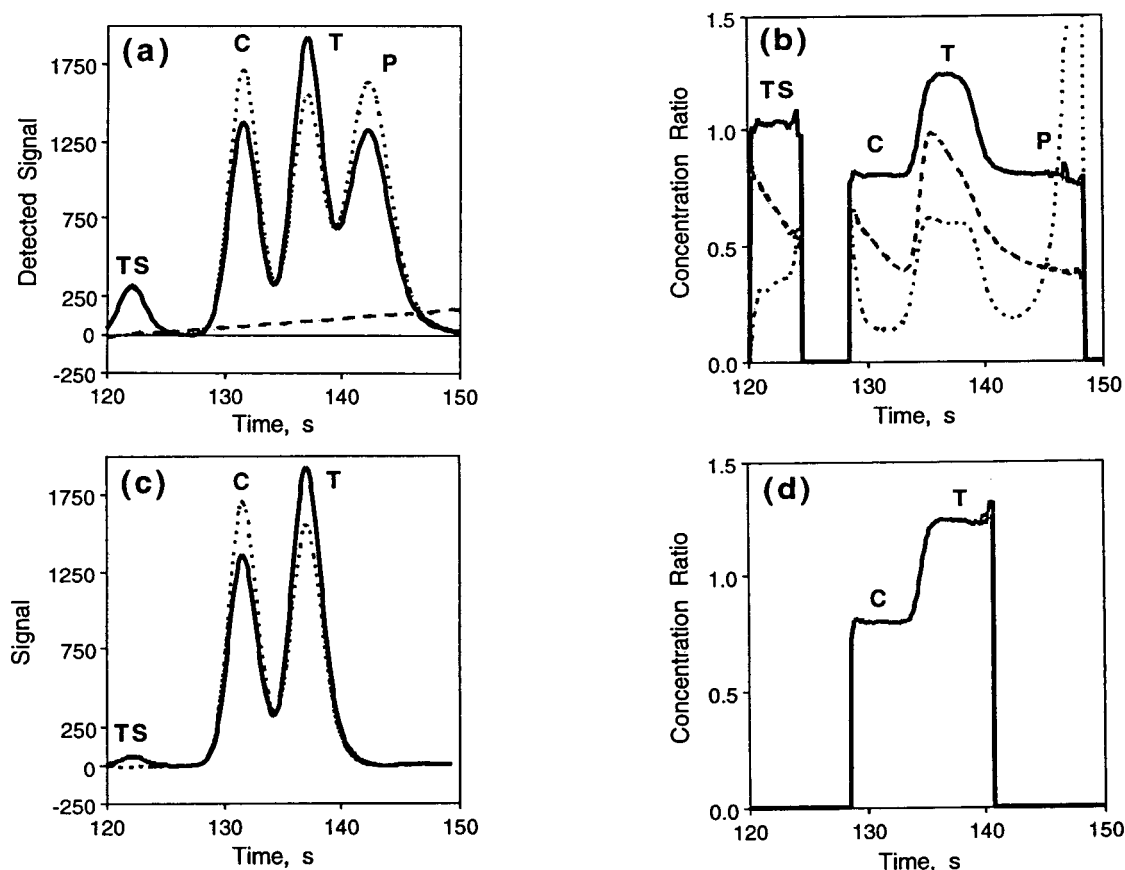 (a)
C
T
P
TS
Detected Signal
1750
1250
750
250
0
-250
120
130
140
150
Time, s
(b)
TS
C
T
P
Concentration Ratio
1.5
1.0
0.5
0.0
120
130
140
150
Time, s
(c)
C
T
TS
Signal
1750
1250
750
250
0
-250
120
130
140
150
Time, s
(d)
C
T
Concentration Ratio
1.5
1.0
0.5
0.0
120
130
140
150
Time, s